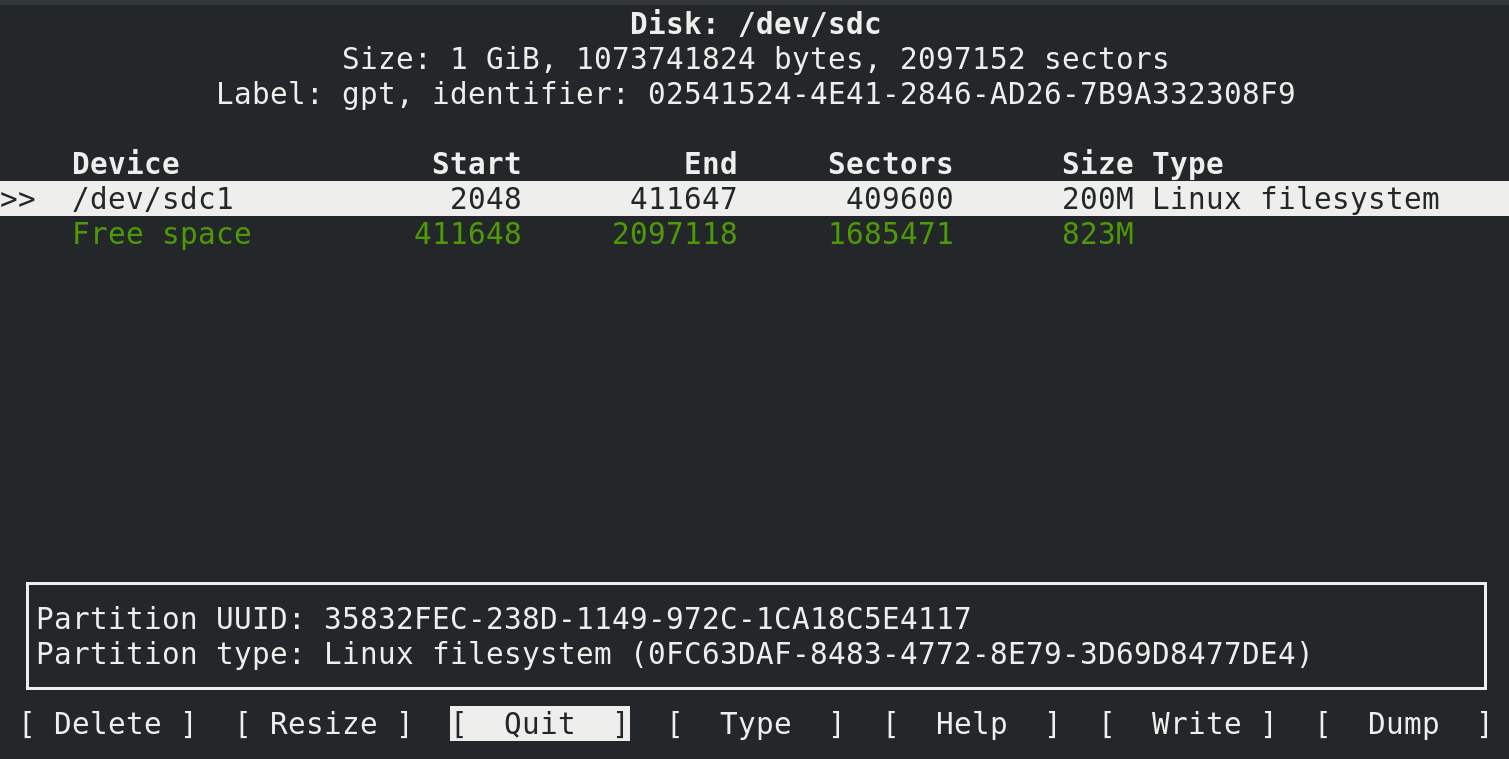 Disk: /dev/sdc
Size: 1 GiB, 1073741824 bytes, 2097152 sectors
Label: gpt, identifier: 02541524-4E41-2846-AD26-7B9A332308F9
Device Start End Sectors Size Type
>> /dev/sdc1 2048 411647 409600 200M Linux filesystem
Free space 411648 2097118 1685471 823M
Partition UUID: 35832FEC-238D-1149-972C-1CA18C5E4117
Partition type: Linux filesystem (0FC63DAF-8483-4772-8E79-3D69D8477DE4)
[ Delete ] [ Resize ] [ Quit ] [ Type ] [ Help ] [ Write ] [ Dump ]